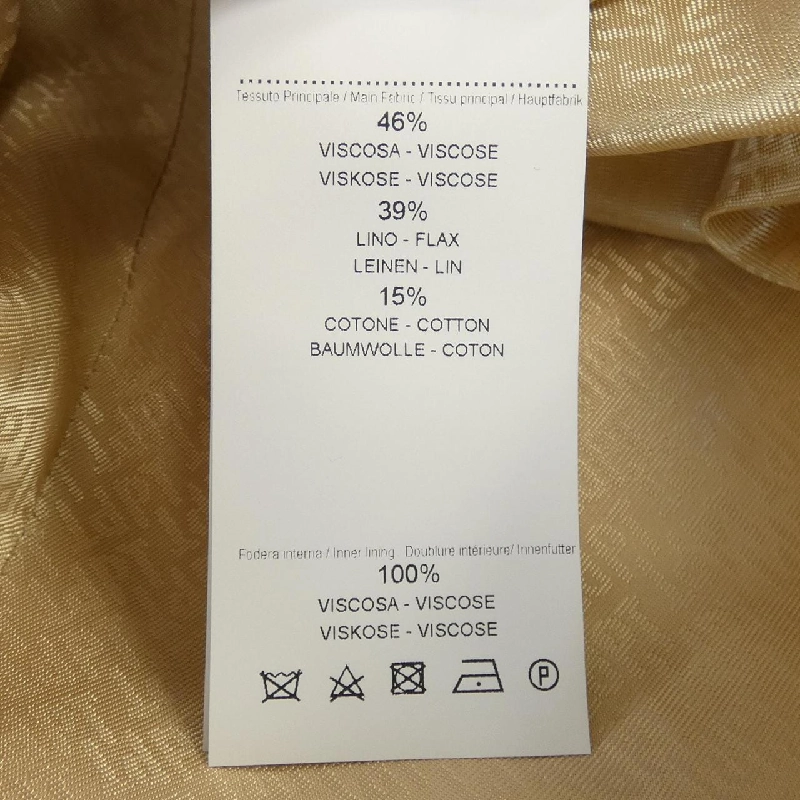 Tessuto Principale / Main Fabric / Tissu principal / Hauptfabrik
46%
VISCOSA - VISCOSE
VISKOSE - VISCOSE
39%
LINO - FLAX
LEINEN - LIN
15%
COTONE - COTTON
BAUMWOLLE - COTON
Fodera interna / Inner lining Doublure intérieure/ Innenfutter
100%
VISCOSA - VISCOSE
VISKOSE - VISCOSE
P